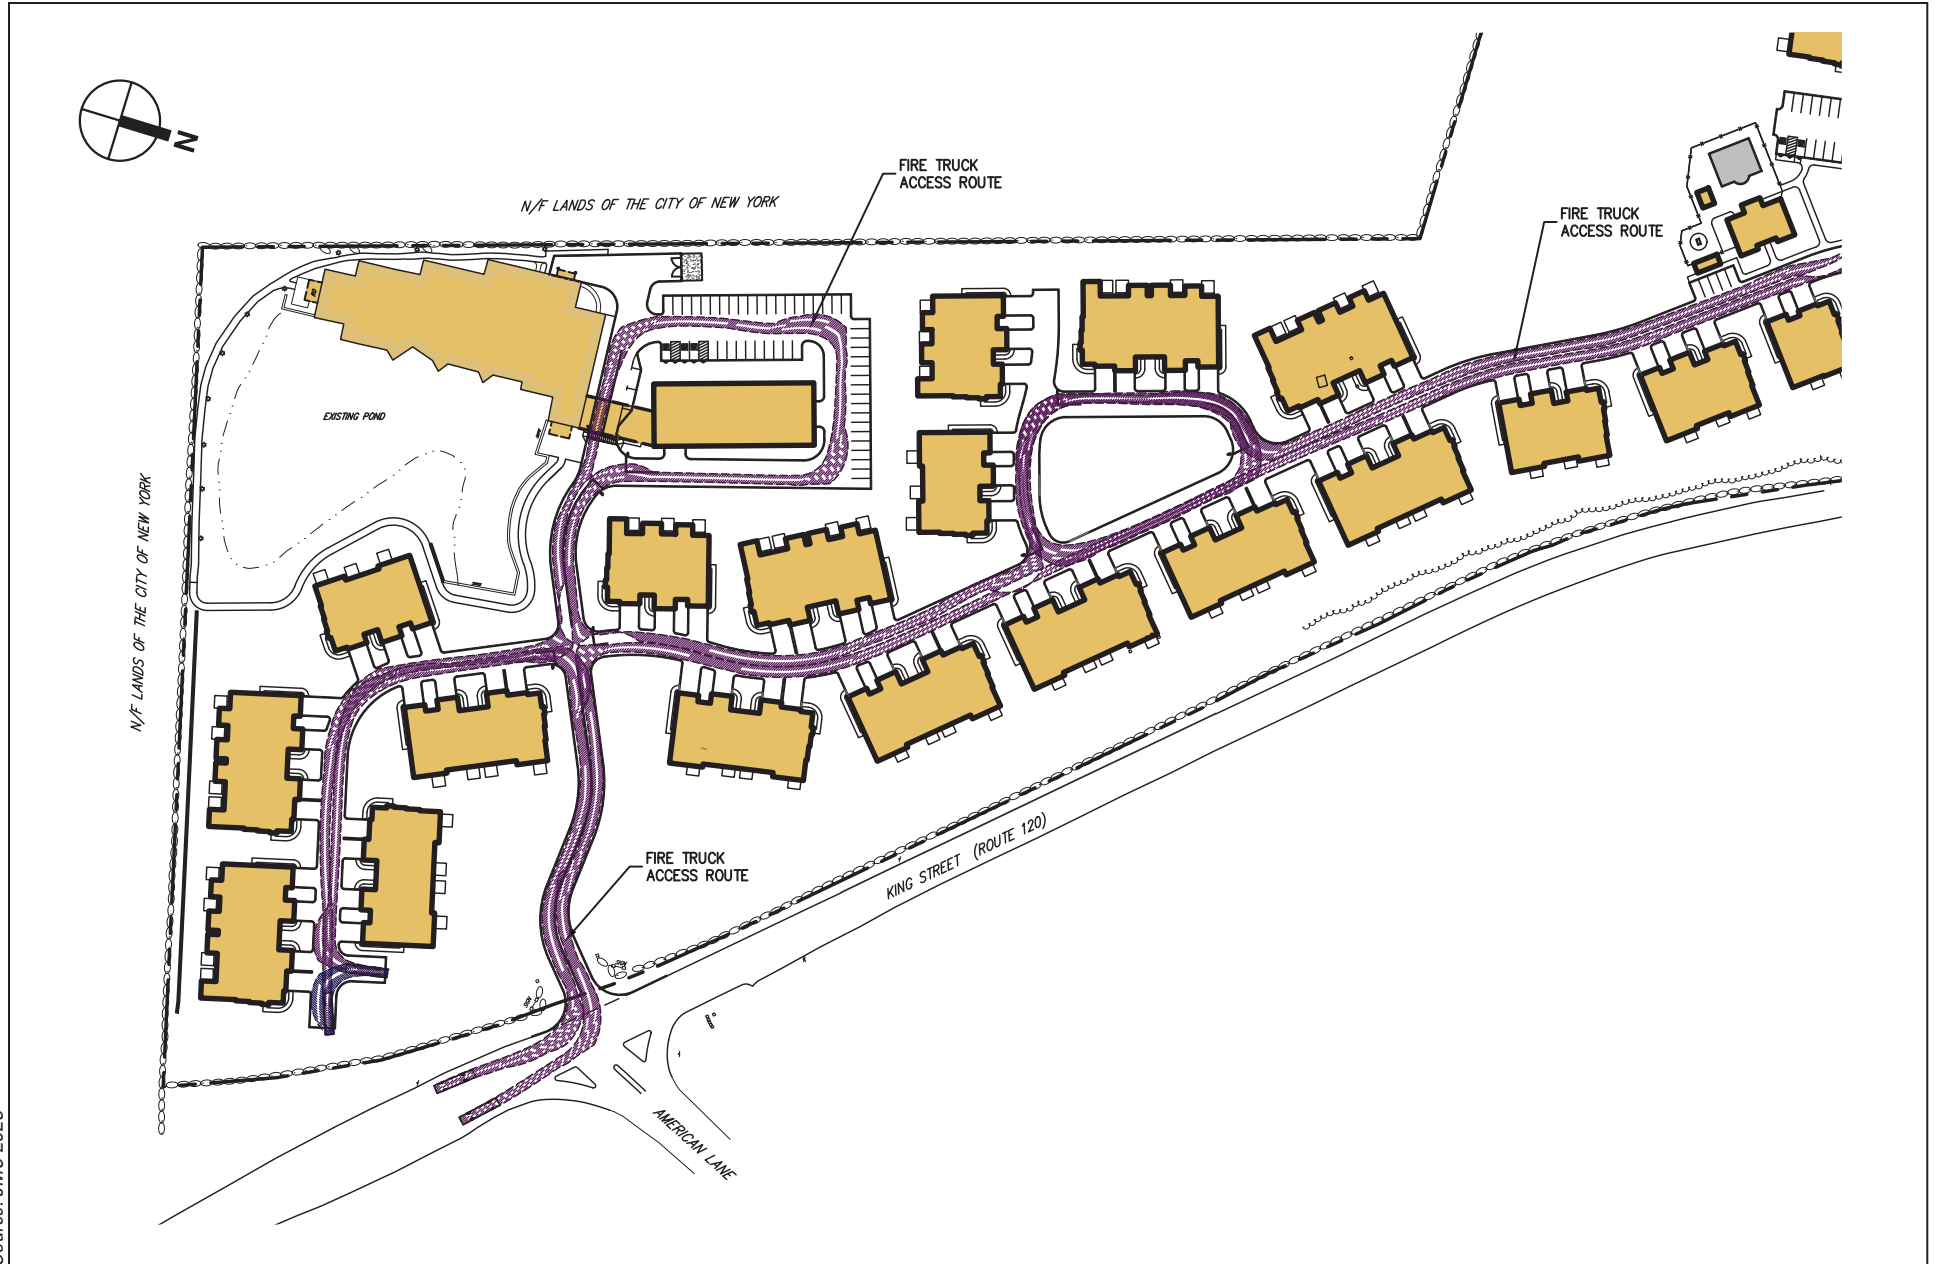 N
FIRE TRUCK
ACCESS ROUTE
N/F LANDS OF THE CITY OF NEW YORK
FIRE TRUCK
ACCESS ROUTE
EXISTING POND
N/F LANDS OF THE CITY OF NEW YORK
FIRE TRUCK
ACCESS ROUTE
KING STREET (ROUTE 120)
SIGN
AMERICAN LANE